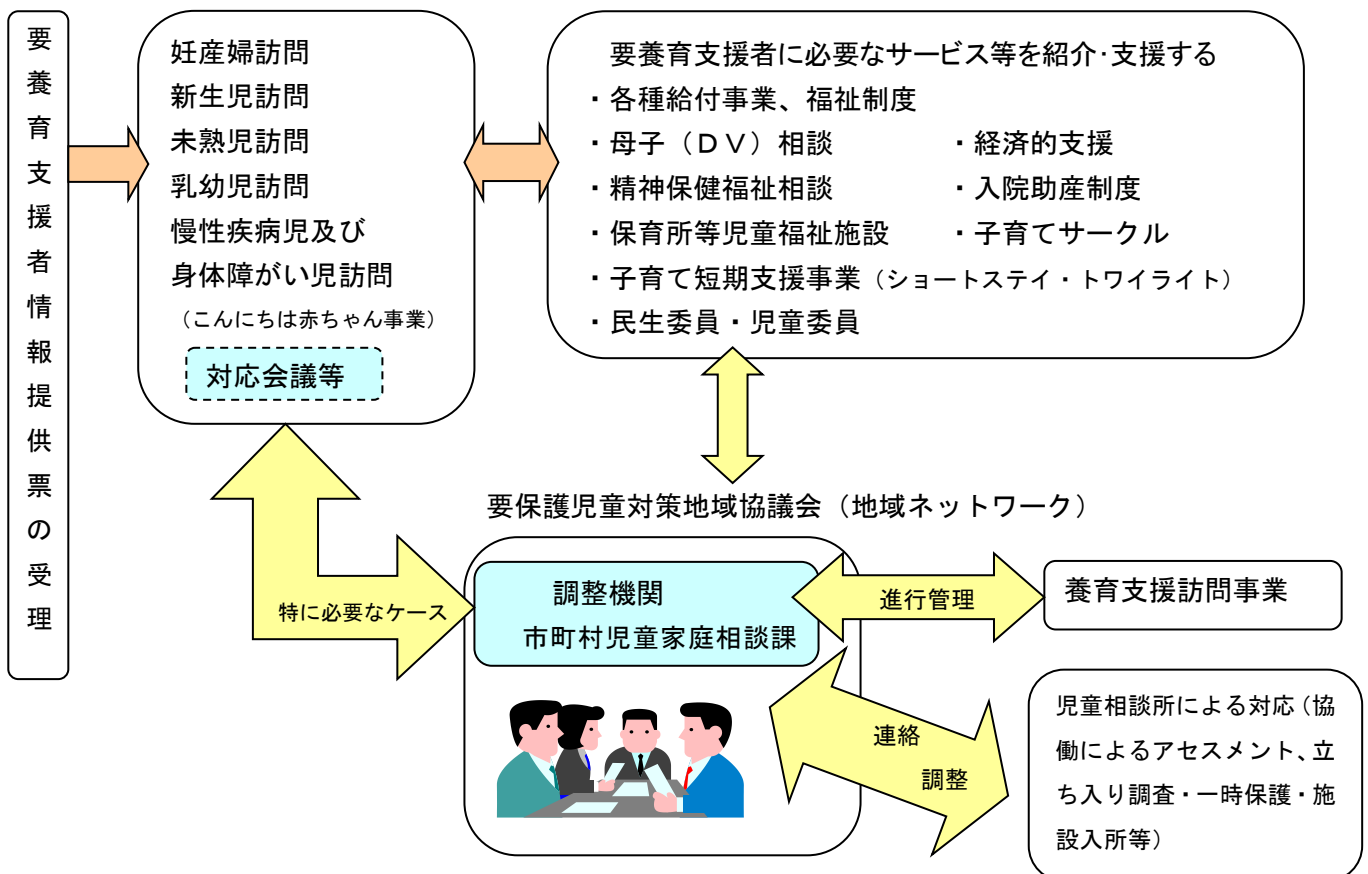 要養育支援者情報提供票の受理
妊産婦訪問
新生児訪問
未熟児訪問
乳幼児訪問
慢性疾病児及び
身体障がい児訪問
（こんにちは赤ちゃん事業）
対応会議等
要養育支援者に必要なサービス等を紹介･支援する
・各種給付事業、福祉制度
・母子（ＤＶ）相談　・経済的支援
・精神保健福祉相談　・入院助産制度
・保育所等児童福祉施設　・子育てサークル
・子育て短期支援事業（ショートステイ・トワイライト）
・民生委員・児童委員
要保護児童対策地域協議会（地域ネットワーク）
特に必要なケース
調整機関
市町村児童家庭相談課
進行管理
養育支援訪問事業
連絡
調整
児童相談所による対応（協
働によるアセスメント、立
ち入り調査・一時保護・施
設入所等）